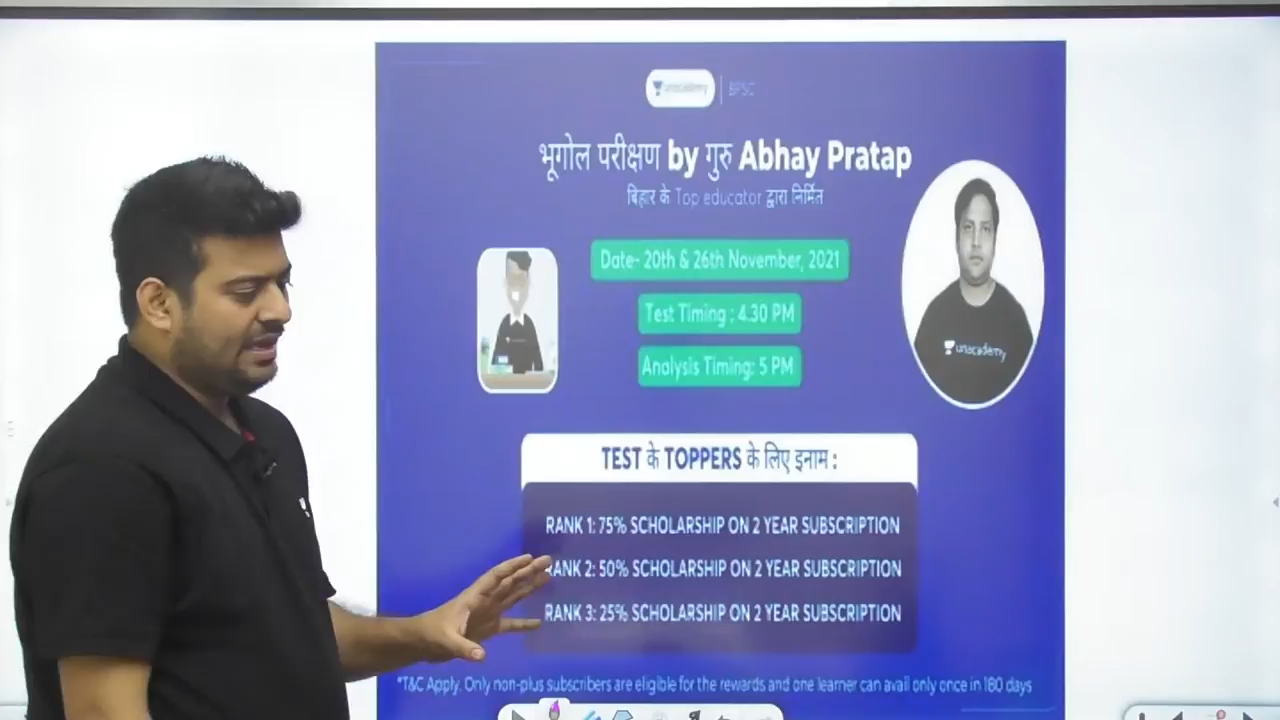 unacademy | BPSC
भूगोल परीक्षण by गुरु Abhay Pratap
बिहार के Top educator द्वारा निर्मित
Date- 20th & 26th November, 2021
Test Timing : 4.30 PM
Analysis Timing: 5 PM
unacademy
TEST के TOPPERS के लिए इनाम :
RANK 1: 75% SCHOLARSHIP ON 2 YEAR SUBSCRIPTION
RANK 2: 50% SCHOLARSHIP ON 2 YEAR SUBSCRIPTION
RANK 3: 25% SCHOLARSHIP ON 2 YEAR SUBSCRIPTION
*T&C Apply. Only non-plus subscribers are eligible for the rewards and one learner can avail only once in 180 days